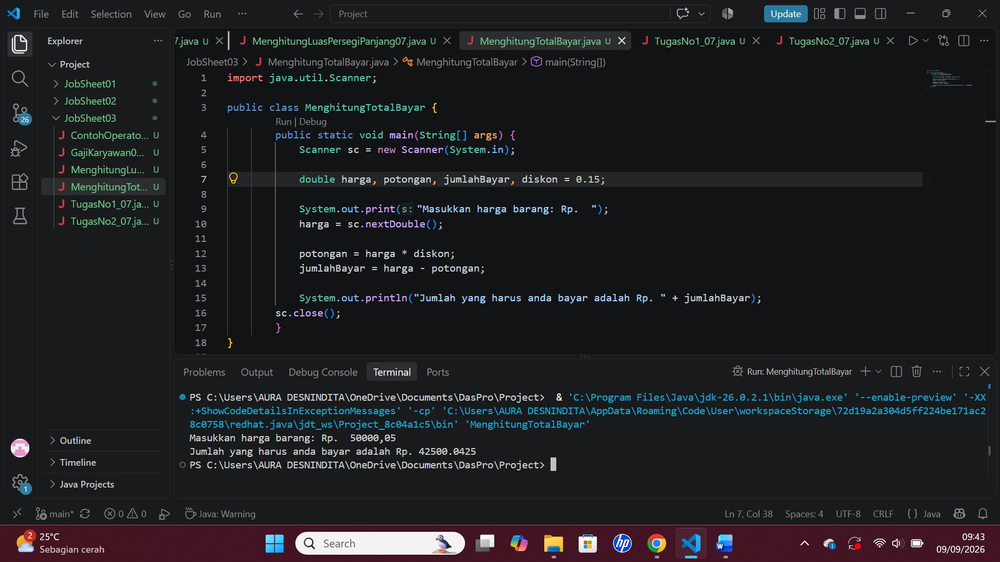 File Edit Selection View Go Run ... Project Update
Explorer ...
Project
JobSheet01
JobSheet02
26
JobSheet03
ContohOperato... U
GajiKaryawan0... U
MenghitungLu... U
MenghitungTot... U
TugasNo1_07.ja... U
TugasNo2_07.ja... U
Outline
Timeline
Java Projects
1
7.java U MenghitungLuasPersegiPanjang07.java U MenghitungTotalBayar.java U TugasNo1_07.java U TugasNo2_07.java U ...
JobSheet03 > MenghitungTotalBayar.java > MenghitungTotalBayar > main(String[])
1 import java.util.Scanner;
2
3 public class MenghitungTotalBayar {
Run | Debug
4 public static void main(String[] args) {
5 Scanner sc = new Scanner(System.in);
6
7 double harga, potongan, jumlahBayar, diskon = 0.15;
8
9 System.out.print(s: "Masukkan harga barang: Rp.  ");
10 harga = sc.nextDouble();
11
12 potongan = harga * diskon;
13 jumlahBayar = harga - potongan;
14
15 System.out.println("Jumlah yang harus anda bayar adalah Rp. " + jumlahBayar);
16 sc.close();
17 }
18 }
Problems Output Debug Console Terminal Ports Run: MenghitungTotalBayar ...
PS C:\Users\AURA DESNINDITA\OneDrive\Documents\DasPro\Project>  & 'C:\Program Files\Java\jdk-26.0.2.1\bin\java.exe' '--enable-preview' '-XX
:+ShowCodeDetailsInExceptionMessages' '-cp' 'C:\Users\AURA DESNINDITA\AppData\Roaming\Code\User\workspaceStorage\72d19a2a304d5ff224be171ac2
8c0758\redhat.java\jdt_ws\Project_8c04a1c5\bin' 'MenghitungTotalBayar'
Masukkan harga barang: Rp.  50000,05
Jumlah yang harus anda bayar adalah Rp. 42500.0425
PS C:\Users\AURA DESNINDITA\OneDrive\Documents\DasPro\Project>
main* 0 0 Java: Warning Ln 7, Col 38 Spaces: 4 UTF-8 CRLF {} Java
2 25°C
Sebagian cerah
Search
hp
W
09:43
09/09/2026